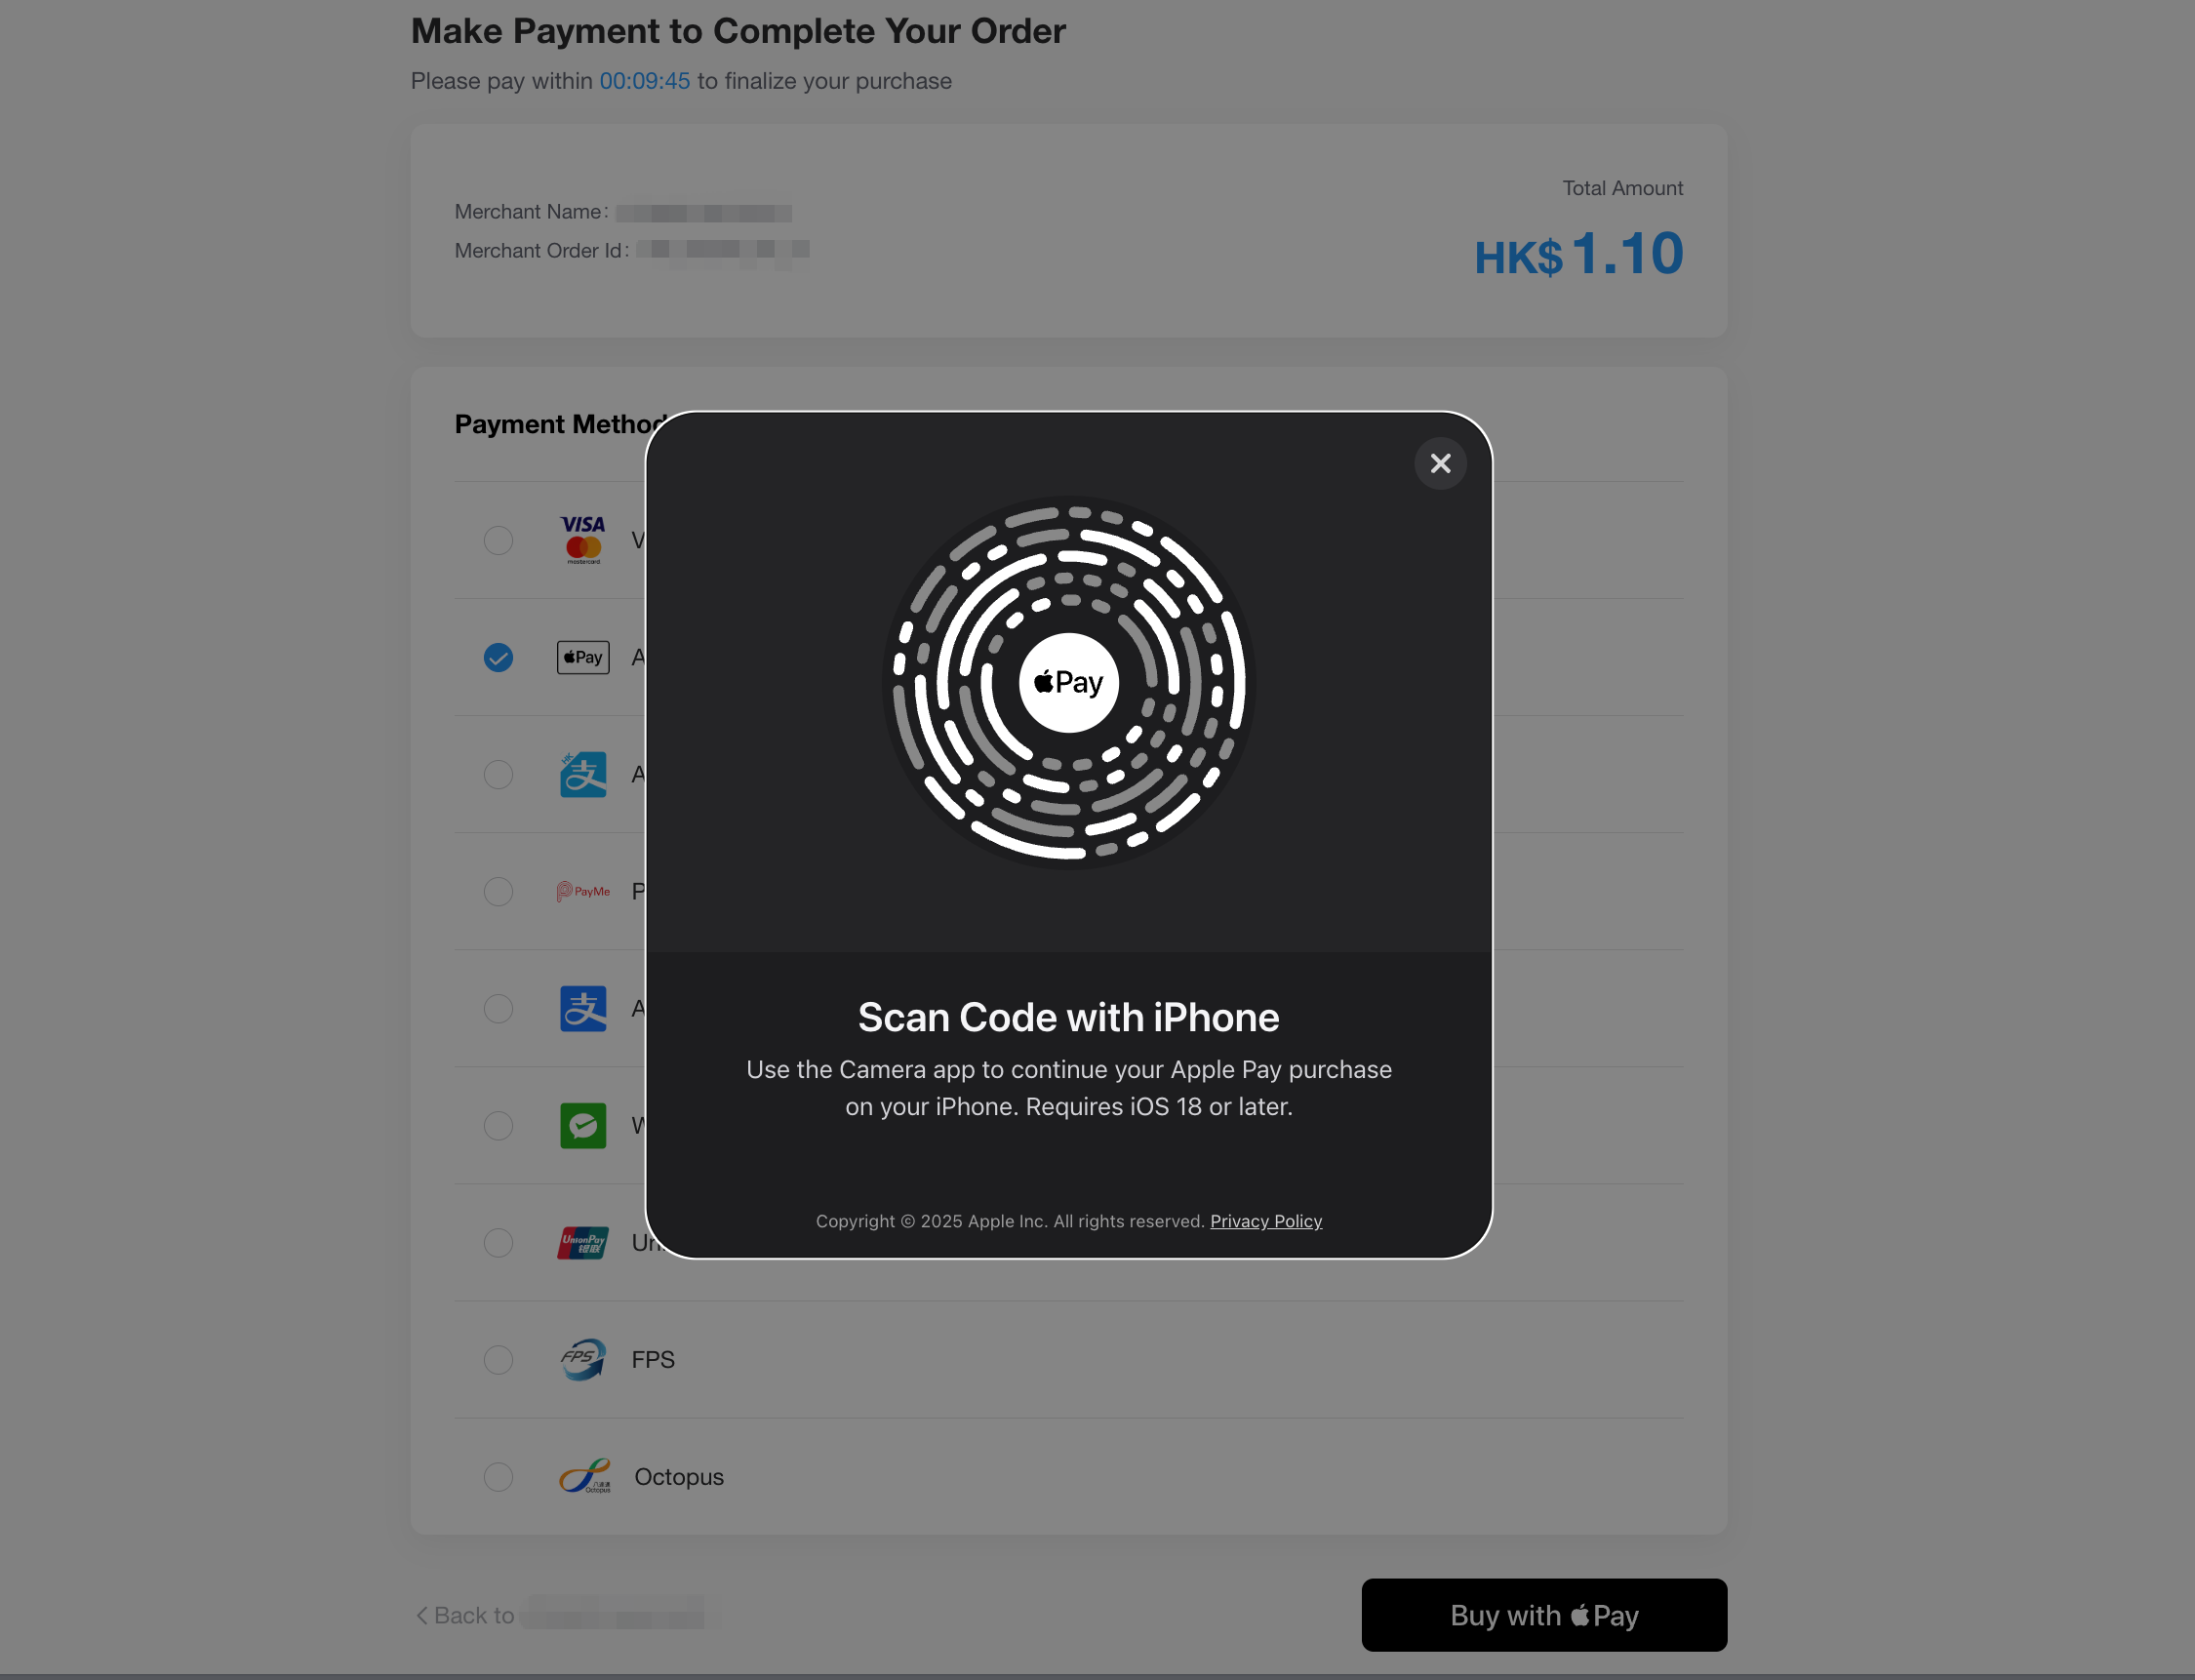 Make Payment to Complete Your Order
Please pay within 00:09:45 to finalize your purchase
Merchant Name:
Merchant Order Id:
Total Amount
HK$ 1.10
Payment Method
VISA
mastercard
V
Pay
A
HK
支
A
PayMe
P
支
A
W
UnionPay
银联
Un
FPS
FPS
八達通
Octopus
Octopus
Pay
Scan Code with iPhone
Use the Camera app to continue your Apple Pay purchase
on your iPhone. Requires iOS 18 or later.
Copyright © 2025 Apple Inc. All rights reserved. Privacy Policy
Back to
Buy with Pay